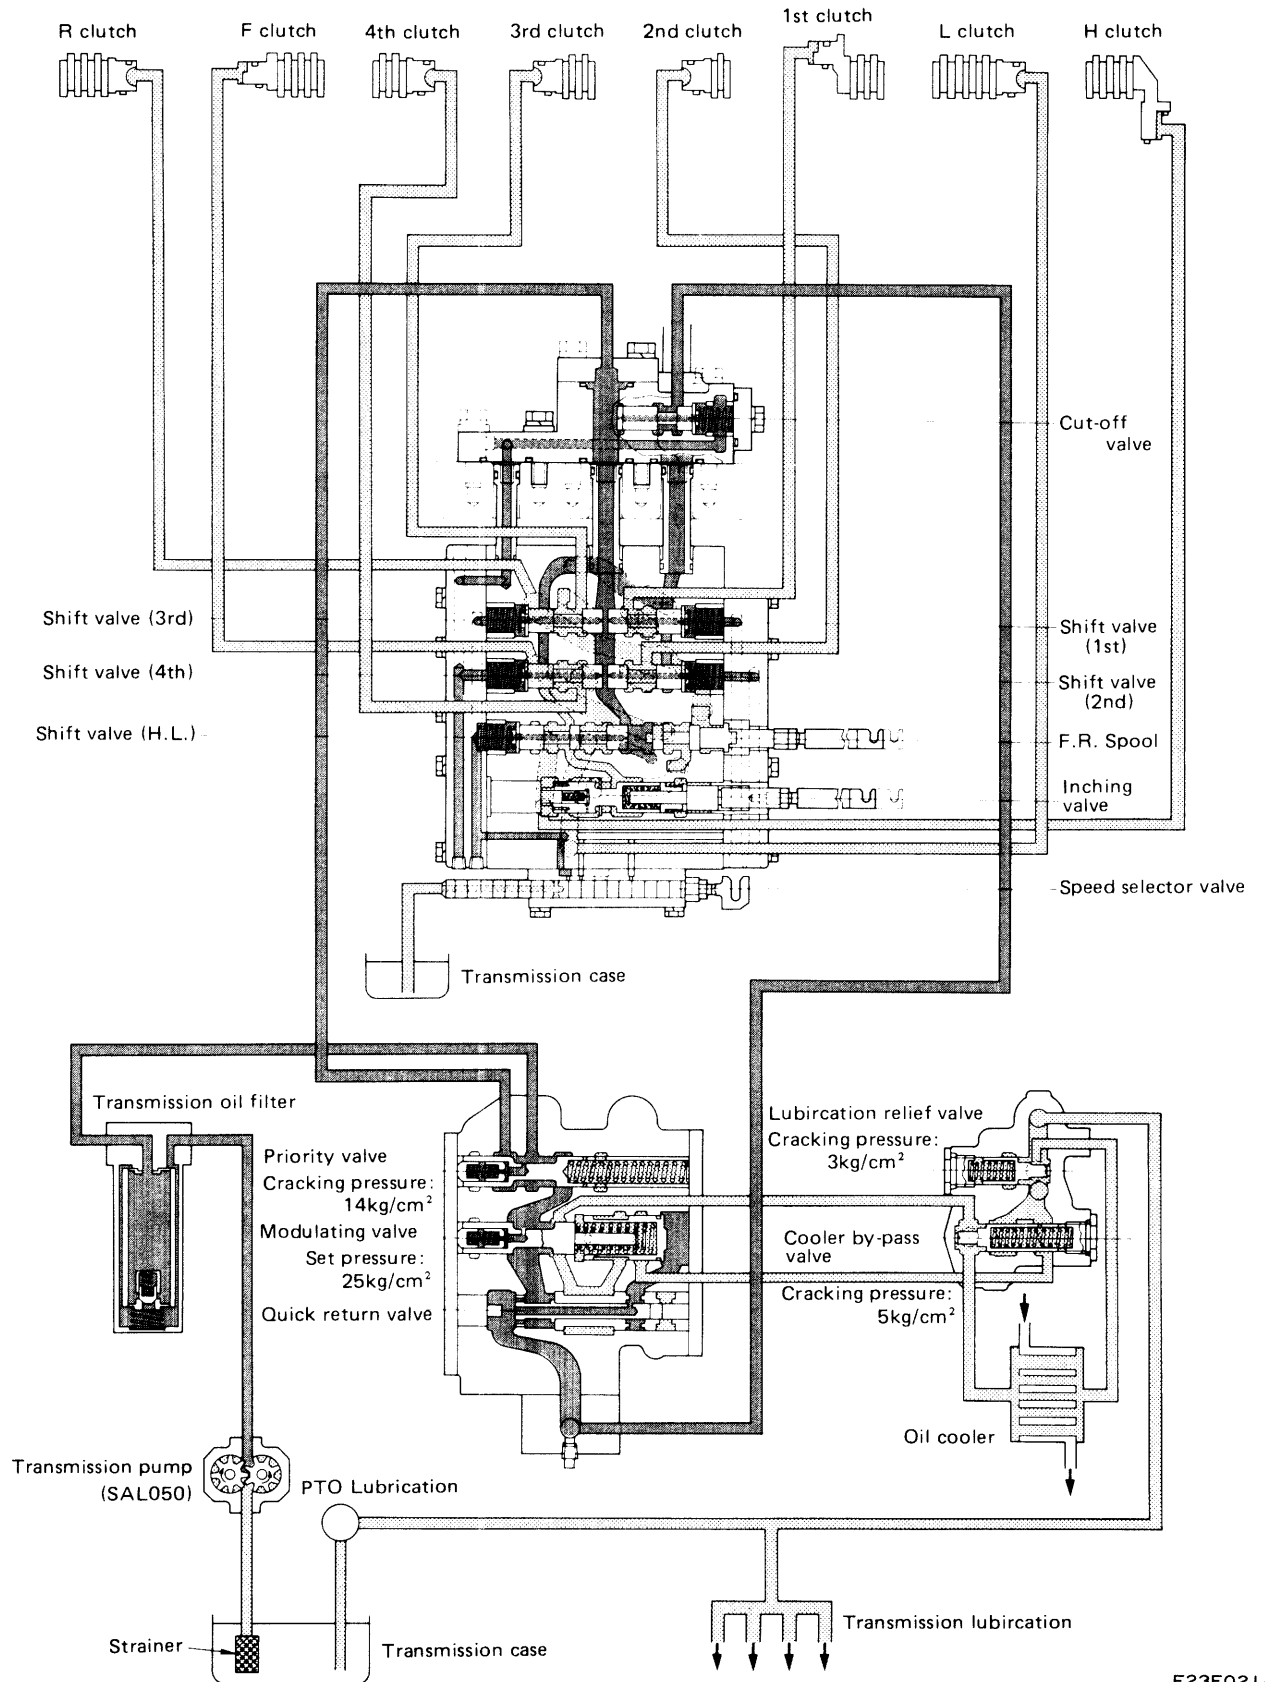 R clutch
F clutch
4th clutch
3rd clutch
2nd clutch
1st clutch
L clutch
H clutch
Cut-off
valve
Shift valve (3rd)
Shift valve (4th)
Shift valve (H.L.)
Shift valve
(1st)
Shift valve
(2nd)
F.R. Spool
Inching
valve
Speed selector valve
Transmission case
Transmission oil filter
Priority valve
Cracking pressure:
14kg/cm²
Modulating valve
Set pressure:
25kg/cm²
Quick return valve
Lubircation relief valve
Cracking pressure:
3kg/cm²
Cooler by-pass
valve
Cracking pressure:
5kg/cm²
Oil cooler
Transmission pump
(SAL050)
PTO Lubrication
Strainer
Transmission case
Transmission lubircation